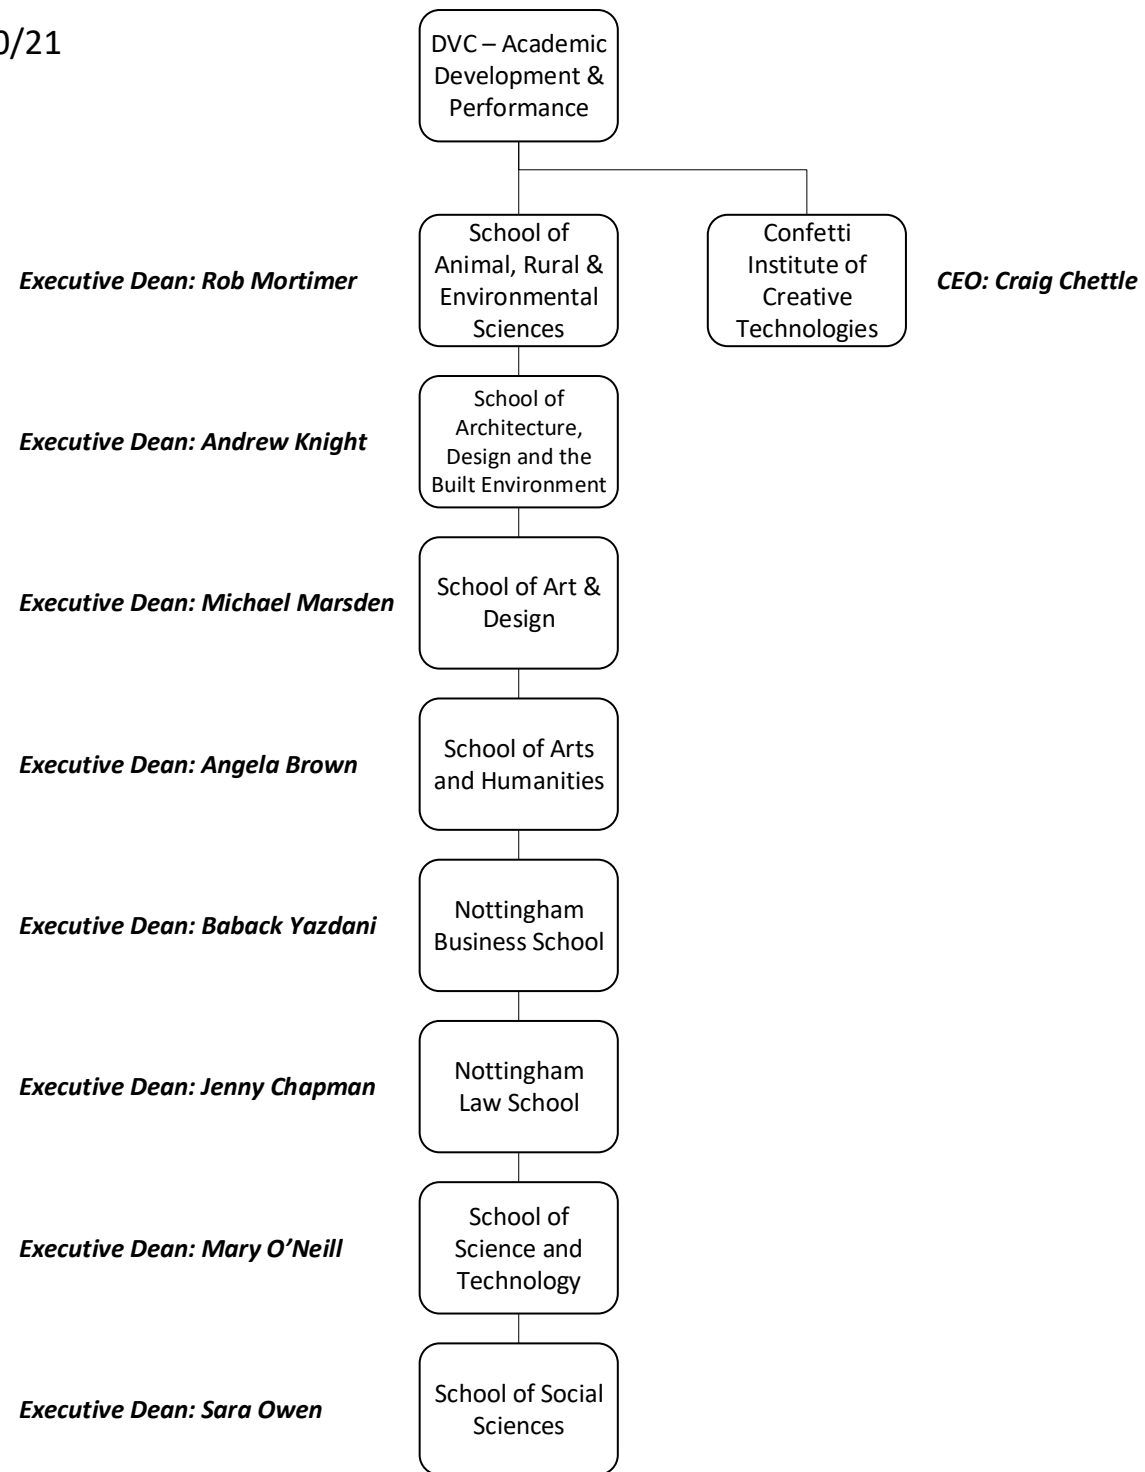 0/21
DVC – Academic
Development &
Performance
Executive Dean: Rob Mortimer
School of
Animal, Rural &
Environmental
Sciences
Confetti
Institute of
Creative
Technologies
CEO: Craig Chettle
Executive Dean: Andrew Knight
School of
Architecture,
Design and the
Built Environment
Executive Dean: Michael Marsden
School of Art &
Design
Executive Dean: Angela Brown
School of Arts
and Humanities
Executive Dean: Baback Yazdani
Nottingham
Business School
Executive Dean: Jenny Chapman
Nottingham
Law School
Executive Dean: Mary O’Neill
School of
Science and
Technology
Executive Dean: Sara Owen
School of Social
Sciences